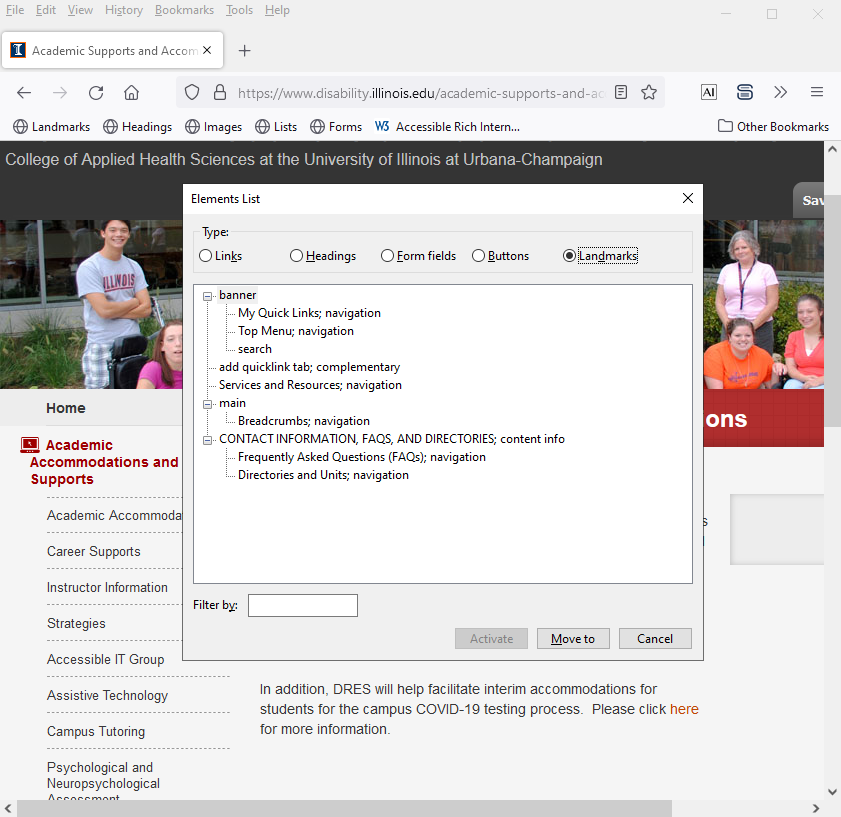 File Edit View History Bookmarks Tools Help
Academic Supports and Accom
https://www.disability.illinois.edu/academic-supports-and-ac
AI
Landmarks Headings Images Lists Forms W3 Accessible Rich Intern... Other Bookmarks
College of Applied Health Sciences at the University of Illinois at Urbana-Champaign
Sav
Elements List
Type:
Links Headings Form fields Buttons Landmarks
banner
My Quick Links; navigation
Top Menu; navigation
search
add quicklink tab; complementary
Services and Resources; navigation
main
Breadcrumbs; navigation
CONTACT INFORMATION, FAQS, AND DIRECTORIES; content info
Frequently Asked Questions (FAQs); navigation
Directories and Units; navigation
Filter by:
Activate Move to Cancel
ILLINOIS
ons
Home
Academic
Accommodations and
Supports
Academic Accommoda
s
Career Supports
Instructor Information
Strategies
Accessible IT Group
Assistive Technology
Campus Tutoring
Psychological and
Neuropsychological
Assessment
In addition, DRES will help facilitate interim accommodations for
students for the campus COVID-19 testing process. Please click here
for more information.